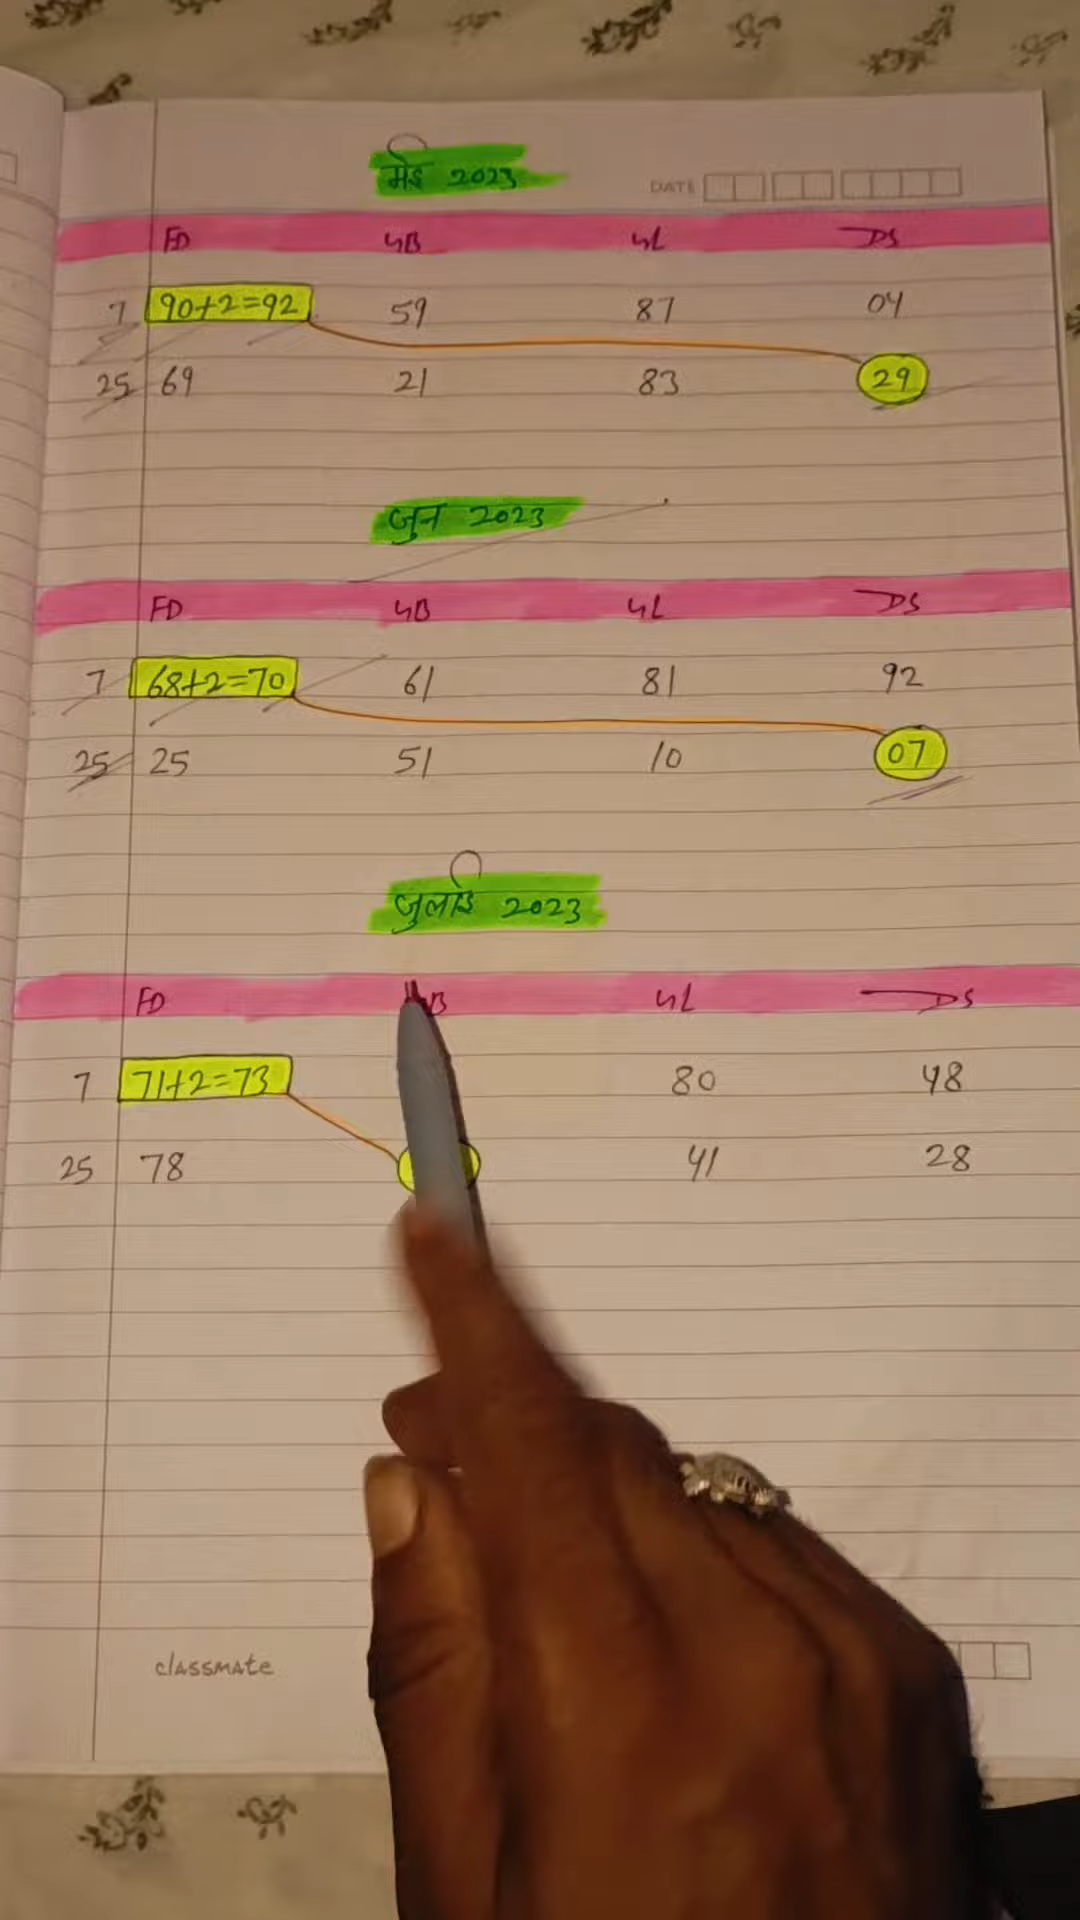 मई 2023
DATE
FD GB GL DS
7 90+2=92 59 87 04
25 69 21 83 29
जुन 2023
FD GB GL DS
7 68+2=70 61 81 92
25 25 51 10 07
जुलाई 2023
FD GL DS
7 71+2=73 80 48
25 78 41 28
classmate